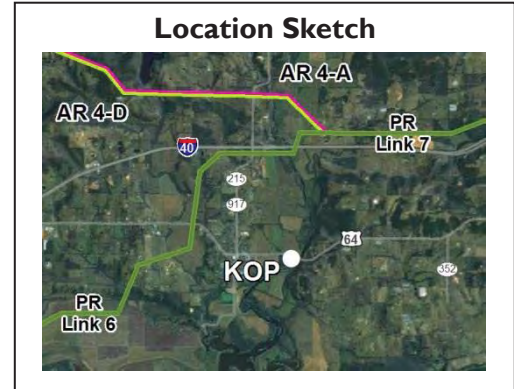 Location Sketch
AR 4-A
AR 4-D
PR
Link 7
40
215
917
64
KOP
352
PR
Link 6